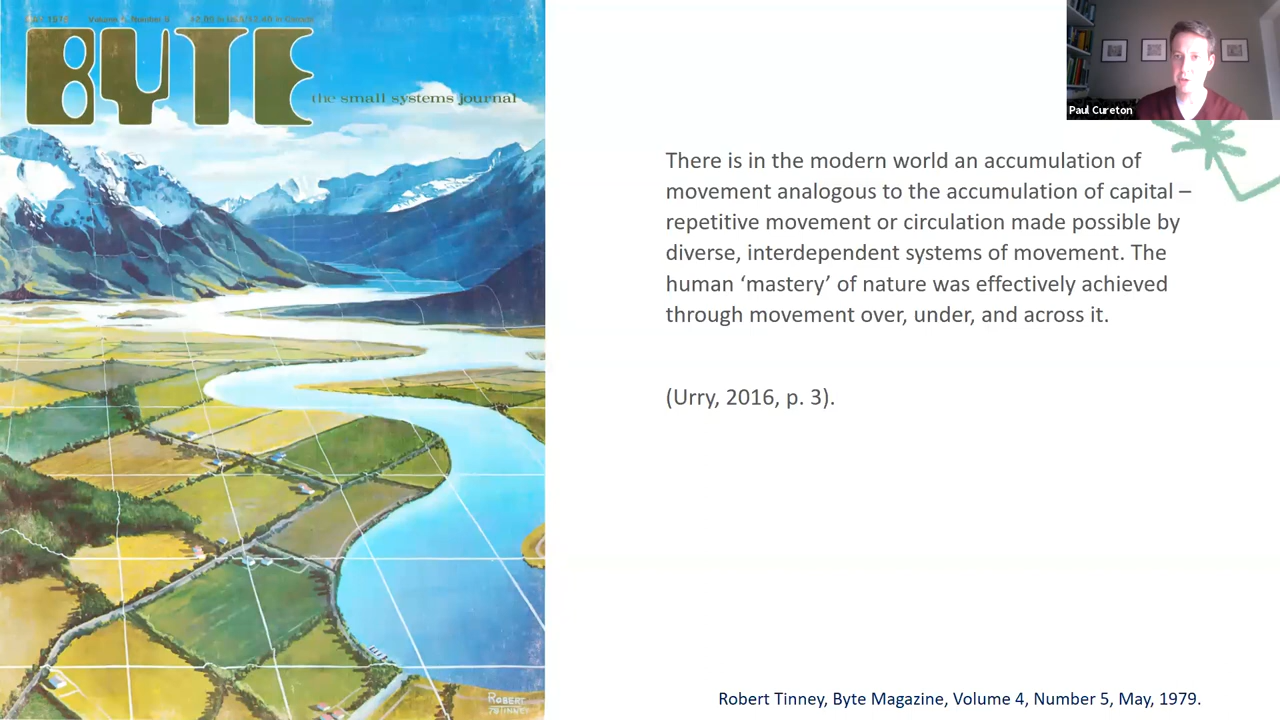 BYTE
the small systems journal
ROBERT
TINNEY
Paul Cureton
There is in the modern world an accumulation of
movement analogous to the accumulation of capital –
repetitive movement or circulation made possible by
diverse, interdependent systems of movement. The
human ‘mastery’ of nature was effectively achieved
through movement over, under, and across it.
(Urry, 2016, p. 3).
Robert Tinney, Byte Magazine, Volume 4, Number 5, May, 1979.